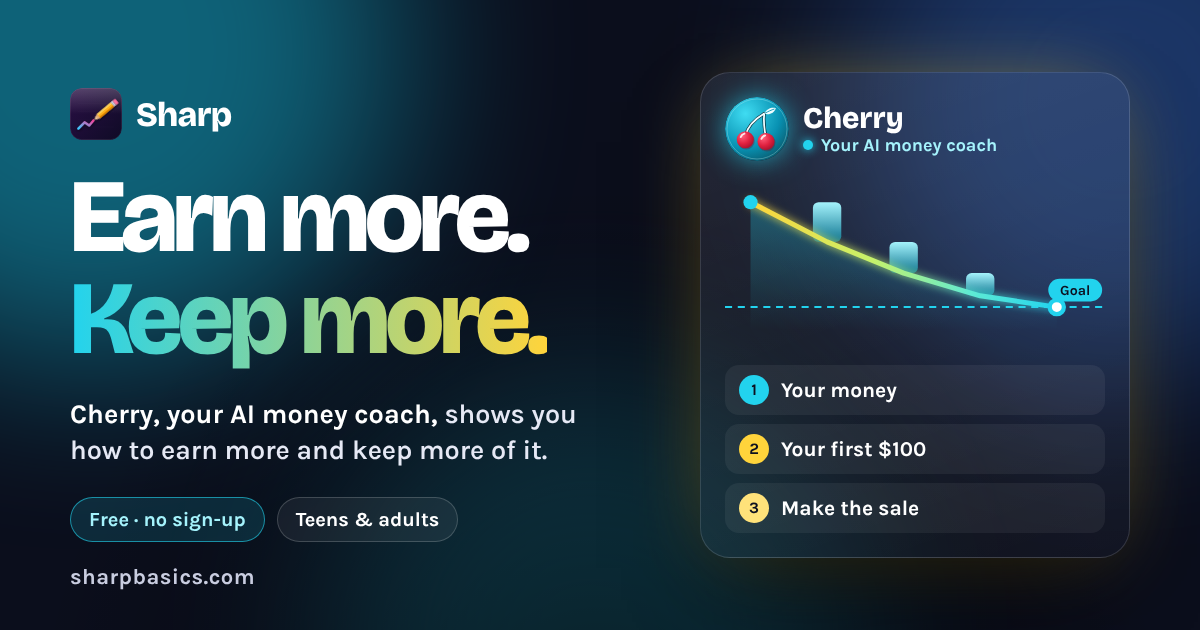 Sharp
Earn more.
Keep more.
Cherry, your AI money coach, shows you
how to earn more and keep more of it.
Free · no sign-up
Teens & adults
sharpbasics.com
Cherry
Your AI money coach
Goal
1 Your money
2 Your first $100
3 Make the sale